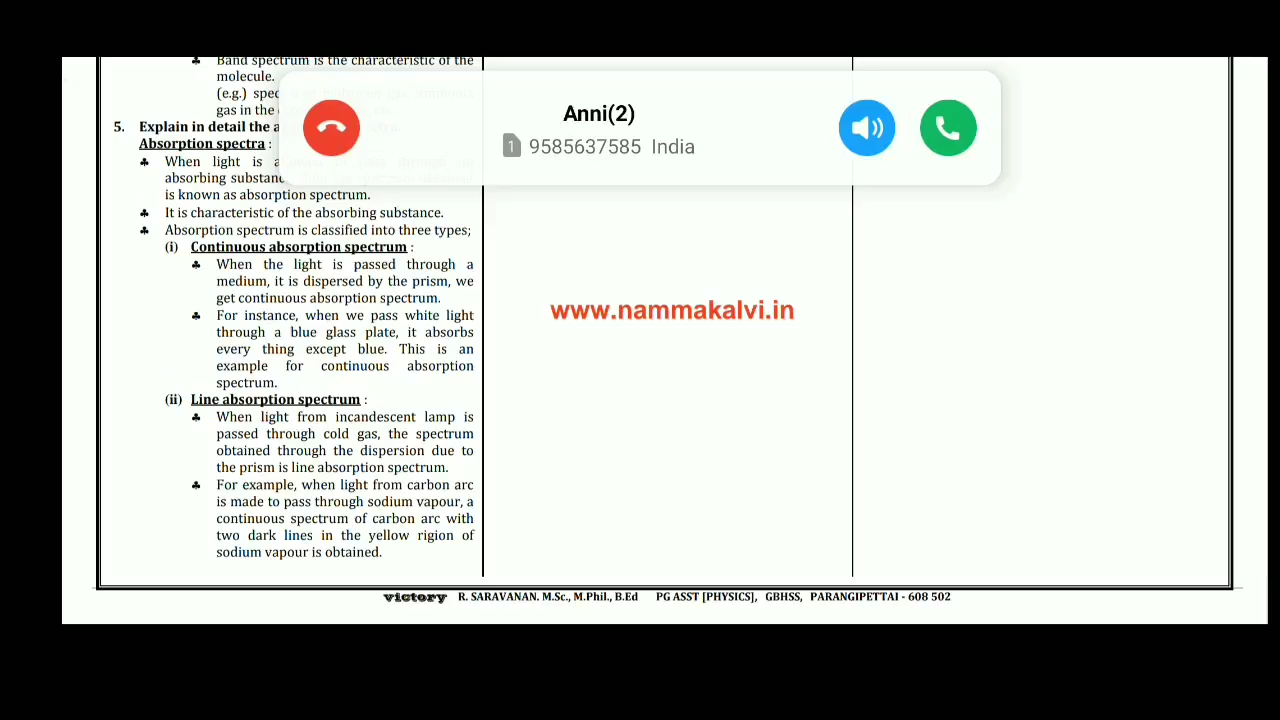 Band spectrum is the characteristic of the
molecule.
(e.g.) spec
gas in the
5. Explain in detail the a
Absorption spectra :
When light is a
absorbing substanc
is known as absorption spectrum.
It is characteristic of the absorbing substance.
Absorption spectrum is classified into three types;
(i) Continuous absorption spectrum :
When the light is passed through a
medium, it is dispersed by the prism, we
get continuous absorption spectrum.
For instance, when we pass white light
through a blue glass plate, it absorbs
every thing except blue. This is an
example for continuous absorption
spectrum.
(ii) Line absorption spectrum :
When light from incandescent lamp is
passed through cold gas, the spectrum
obtained through the dispersion due to
the prism is line absorption spectrum.
For example, when light from carbon arc
is made to pass through sodium vapour, a
continuous spectrum of carbon arc with
two dark lines in the yellow rigion of
sodium vapour is obtained.
Anni(2)
1 9585637585 India
www.nammakalvi.in
victory R. SARAVANAN. M.Sc., M.Phil., B.Ed PG ASST [PHYSICS], GBHSS, PARANGIPETTAI - 608 502